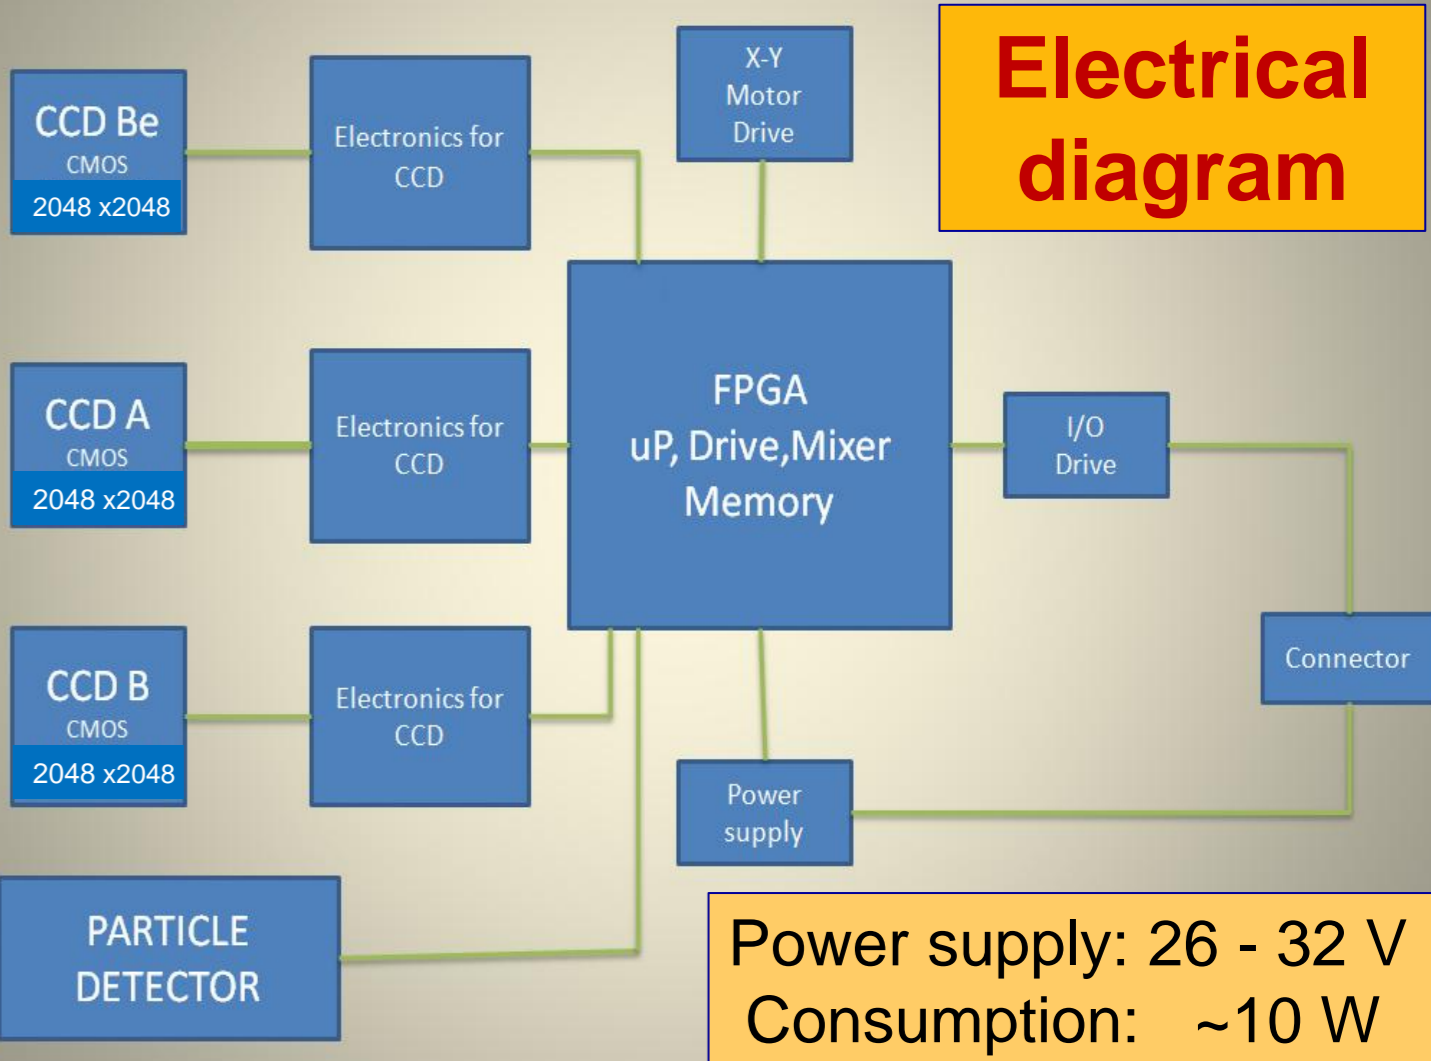 Electrical
diagram
CCD Be
CMOS
2048 x2048
Electronics for
CCD
X-Y
Motor
Drive
CCD A
CMOS
2048 x2048
Electronics for
CCD
FPGA
uP, Drive,Mixer
Memory
I/O
Drive
Connector
CCD B
CMOS
2048 x2048
Electronics for
CCD
Power
supply
PARTICLE
DETECTOR
Power supply: 26 - 32 V
Consumption: ~10 W